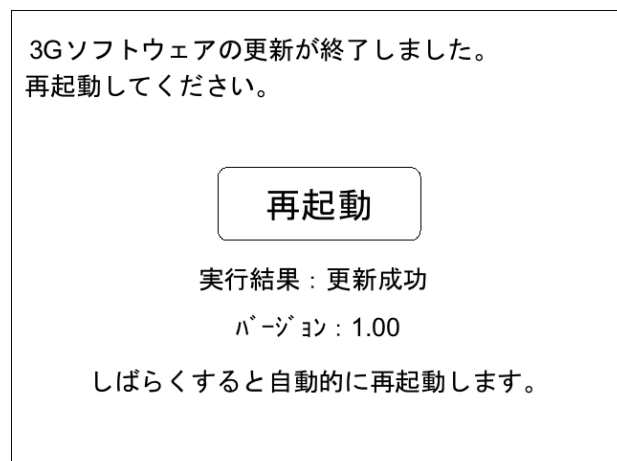 3Gソフトウェアの更新が終了しました。
再起動してください。
再起動
実行結果：更新成功
ﾊﾞｰｼﾞｮﾝ：1.00
しばらくすると自動的に再起動します。